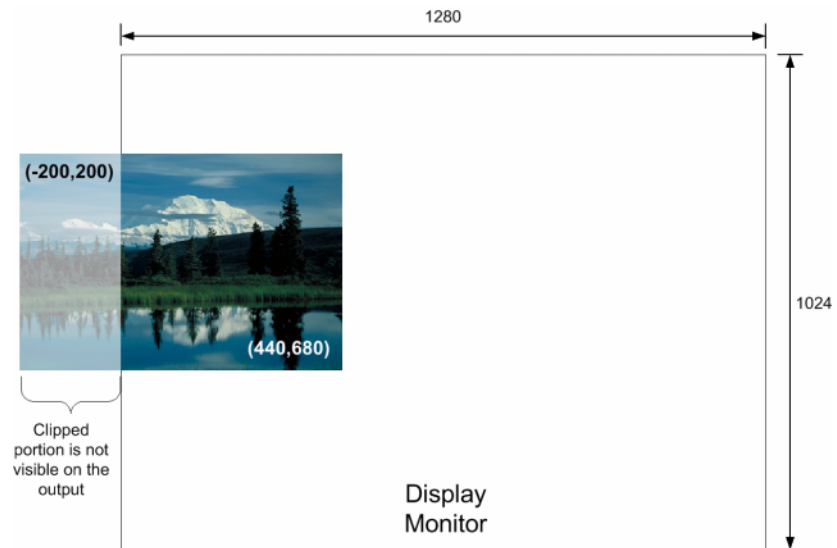 1280
(-200,200)
1024
(440,680)
Clipped
portion is not
visible on the
output
Display
Monitor